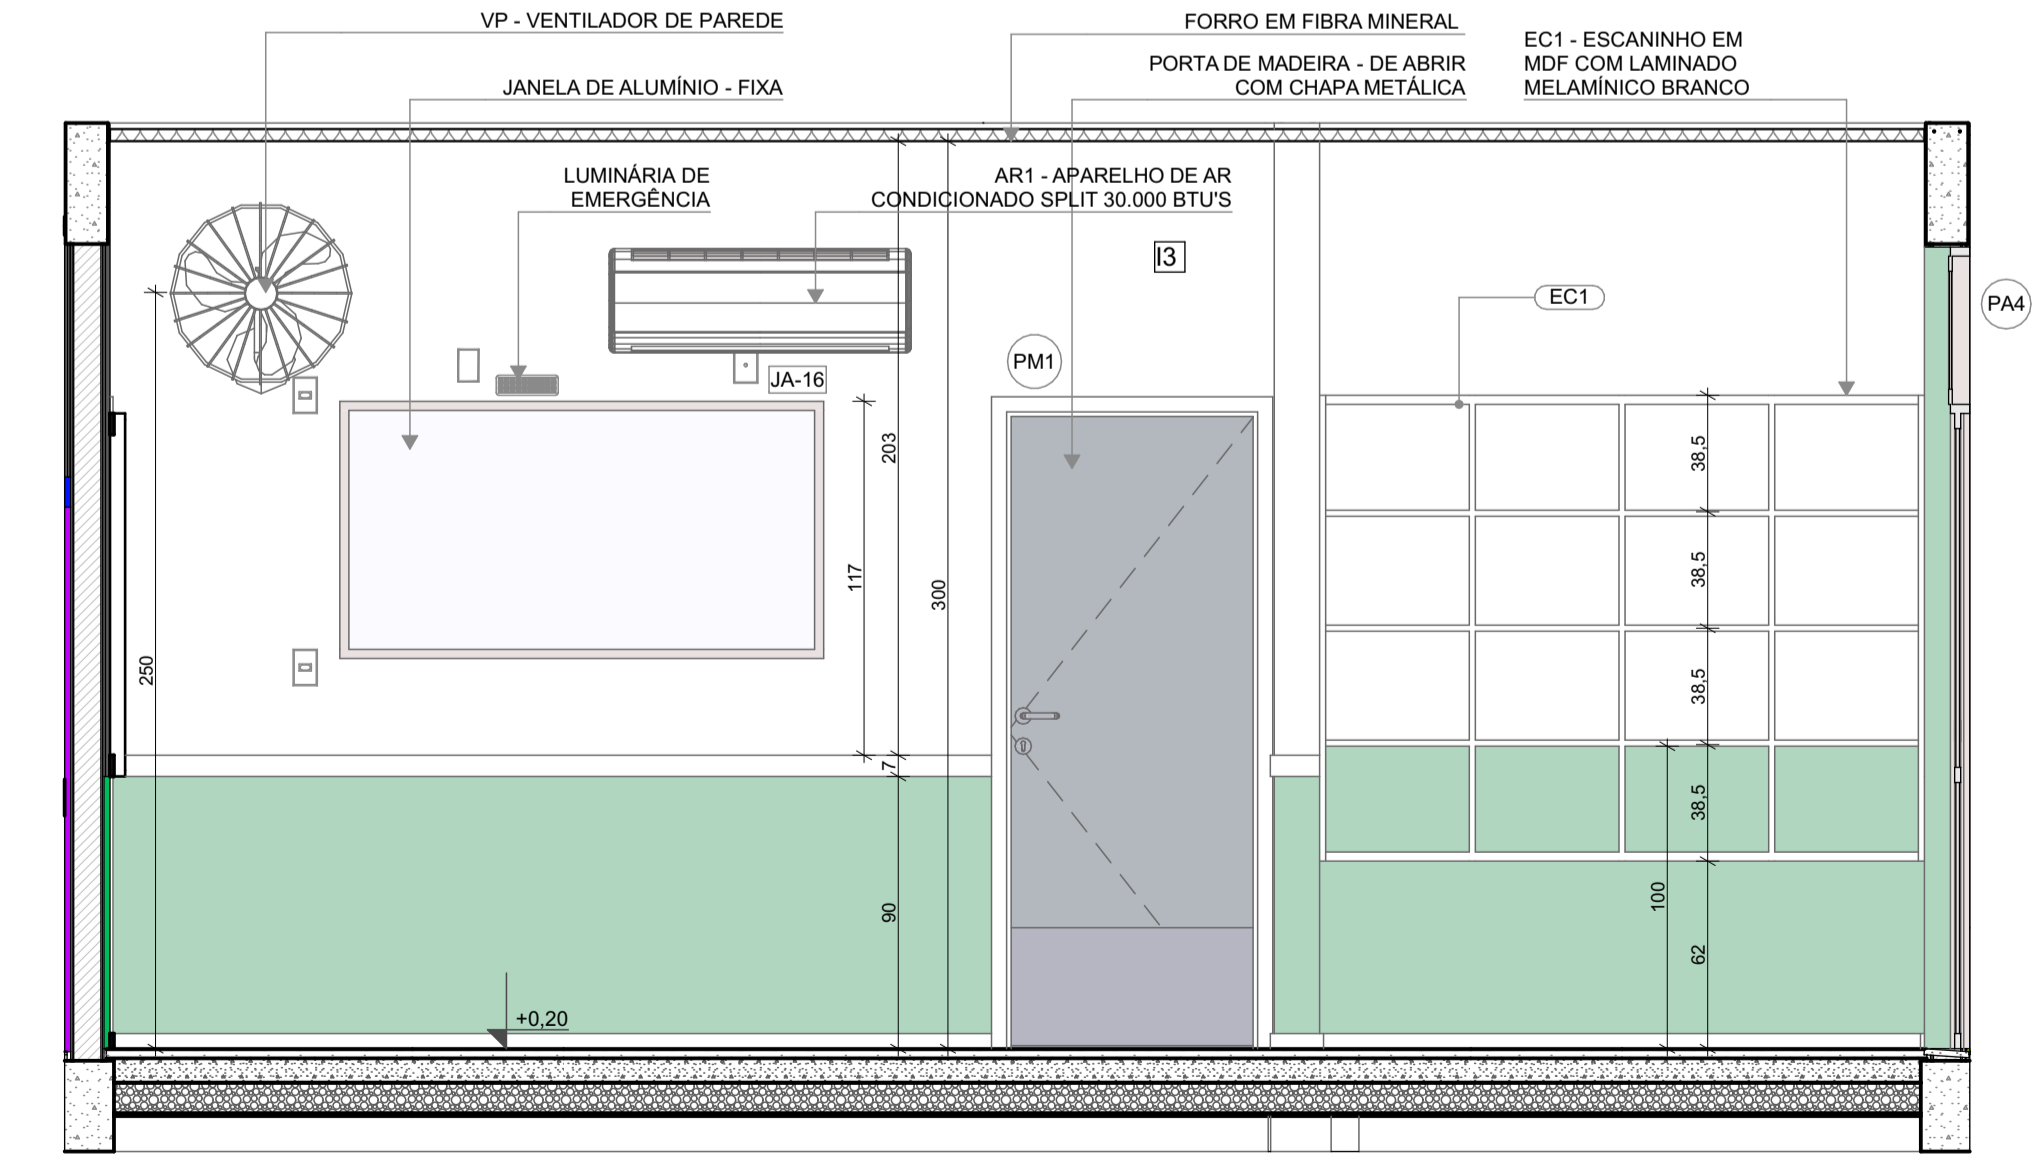 VP - VENTILADOR DE PAREDE
FORRO EM FIBRA MINERAL
EC1 - ESCANINHO EM
MDF COM LAMINADO
MELAMÍNICO BRANCO
JANELA DE ALUMÍNIO - FIXA
PORTA DE MADEIRA - DE ABRIR
COM CHAPA METÁLICA
LUMINÁRIA DE
EMERGÊNCIA
AR1 - APARELHO DE AR
CONDICIONADO SPLIT 30.000 BTU'S
I3
EC1
PA4
PM1
JA-16
203
38,5
38,5
117
300
250
38,5
7
38,5
100
90
62
+0,20